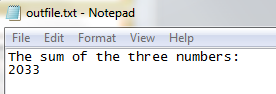 outfile.txt - Notepad
File Edit Format View Help
The sum of the three numbers:
2033